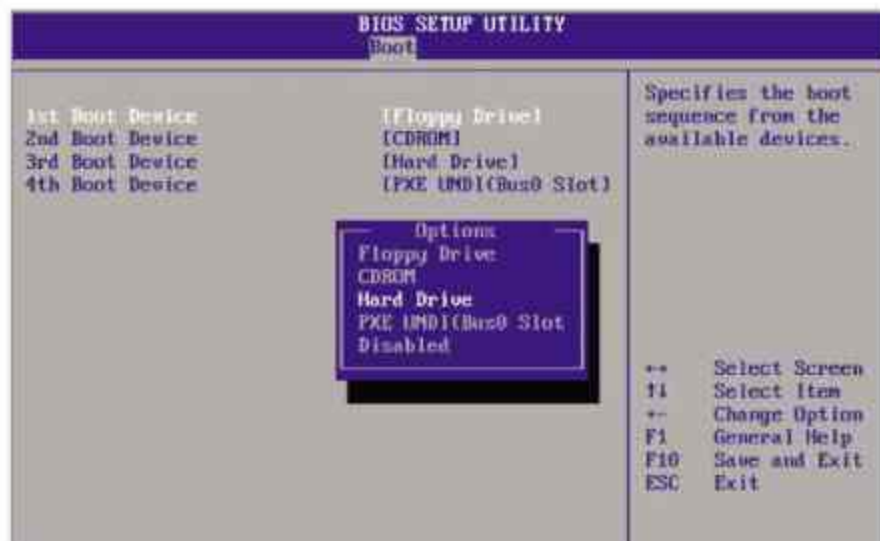 BIOS SETUP UTILITY
Boot
1st Boot Device [Floppy Drive]
2nd Boot Device [CDROM]
3rd Boot Device [Hard Drive]
4th Boot Device [PXE UNDI(Bus0 Slot]
Options
Floppy Drive
CDROM
Hard Drive
PXE UNDI(Bus0 Slot
Disabled
Specifies the boot
sequence from the
available devices.
←→ Select Screen
↑↓ Select Item
+- Change Option
F1 General Help
F10 Save and Exit
ESC Exit